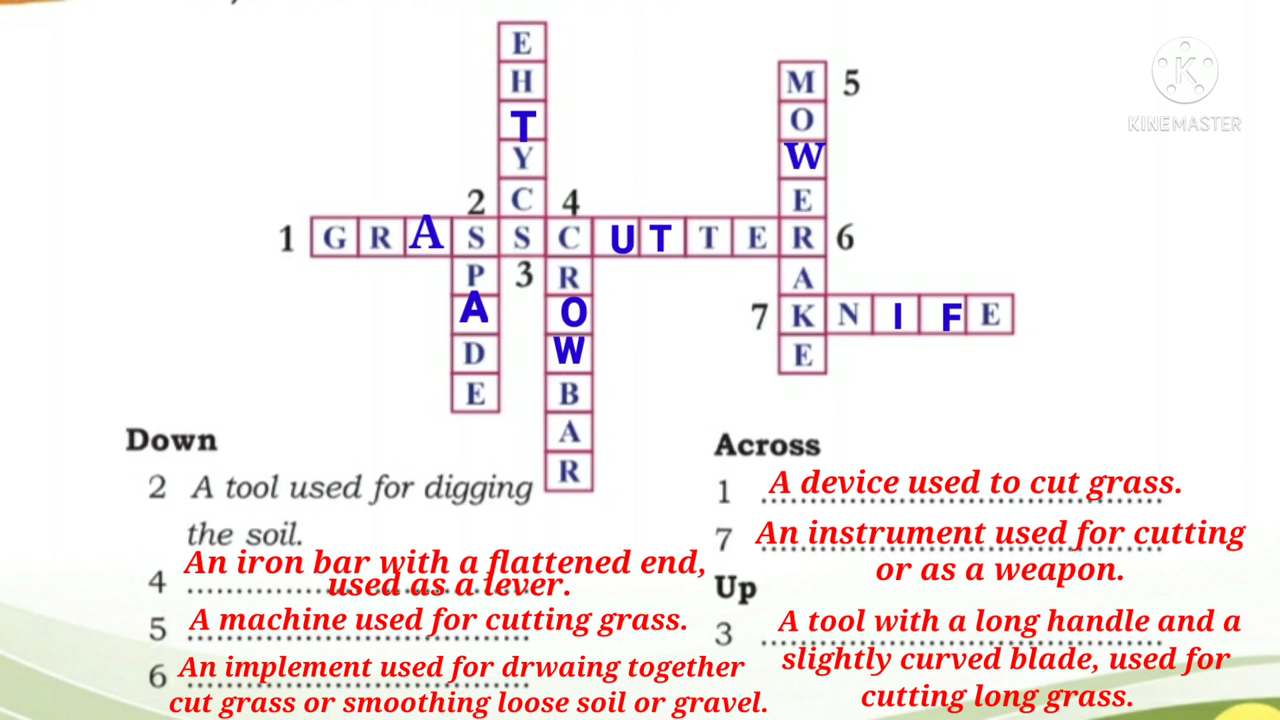 E
H
T
Y
C
M 5
O
W
E
2 4
1 G R A S S C U T T E R 6
P 3 R A
A O 7 K N I F E
D W E
E B
A
R
Down
2 A tool used for digging
the soil.
4 An iron bar with a flattened end,
used as a lever.
5 A machine used for cutting grass.
6 An implement used for drwaing together
cut grass or smoothing loose soil or gravel.
Across
1 A device used to cut grass.
7 An instrument used for cutting
or as a weapon.
Up
3 A tool with a long handle and a
slightly curved blade, used for
cutting long grass.
K
KINEMASTER